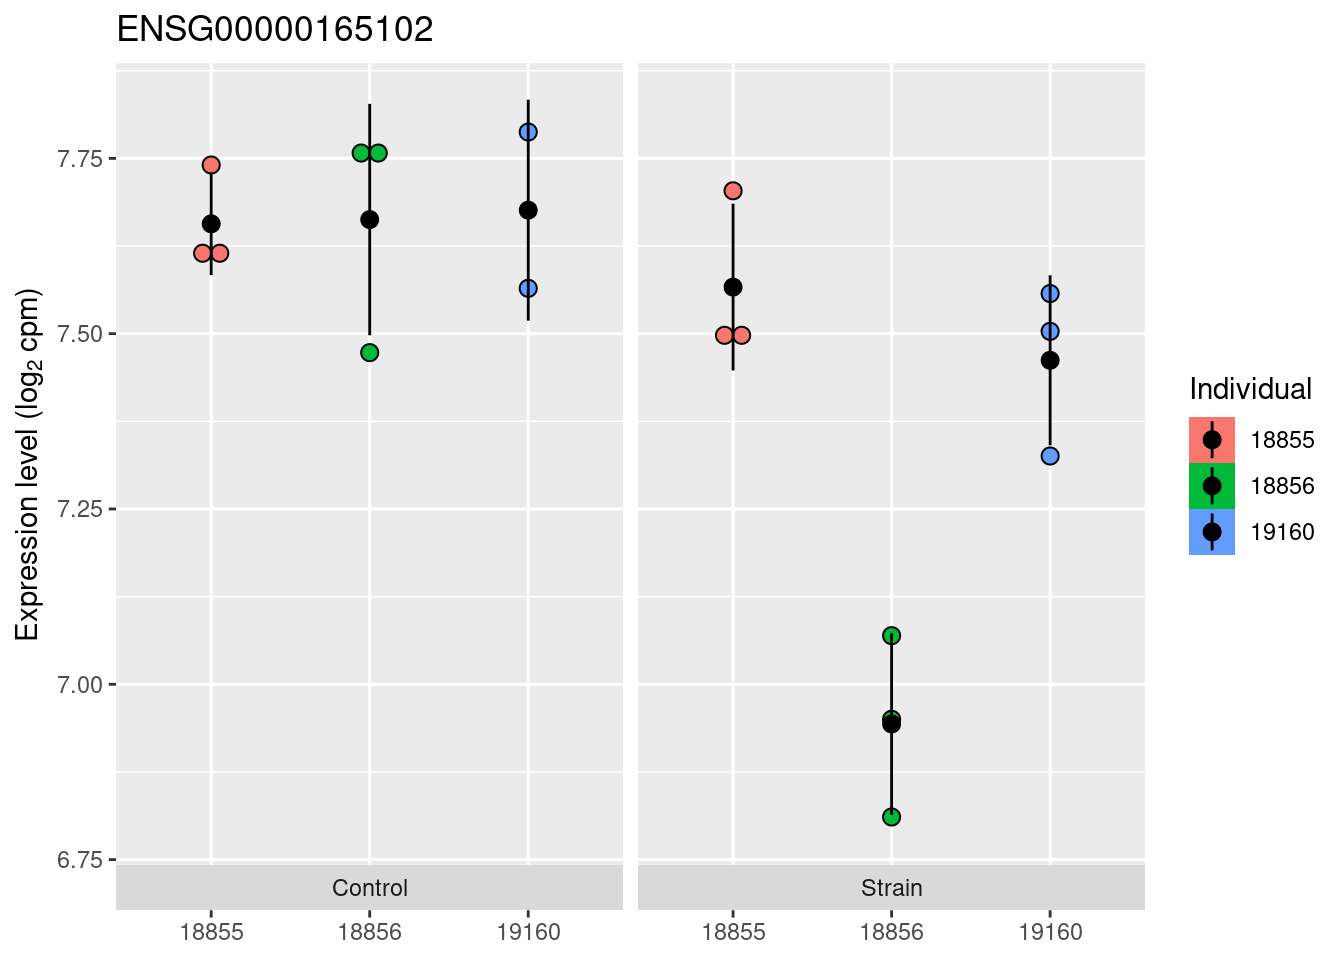 ENSG00000165102
Expression level (log₂ cpm)
7.75
7.50
7.25
7.00
6.75
Control
Strain
18855
18856
19160
18855
18856
19160
Individual
18855
18856
19160